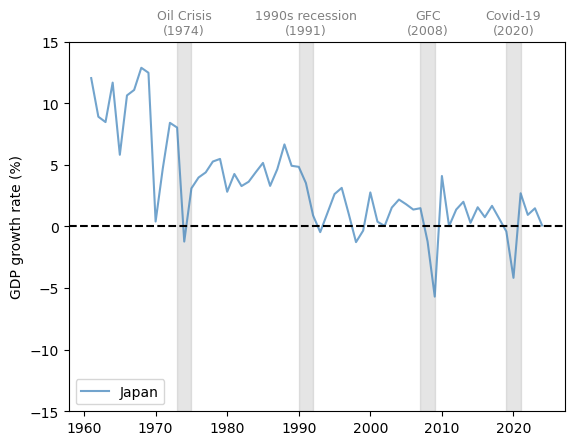 Oil Crisis
(1974)
1990s recession
(1991)
GFC
(2008)
Covid-19
(2020)
GDP growth rate (%)
15
10
5
0
−5
−10
−15
Japan
1960 1970 1980 1990 2000 2010 2020